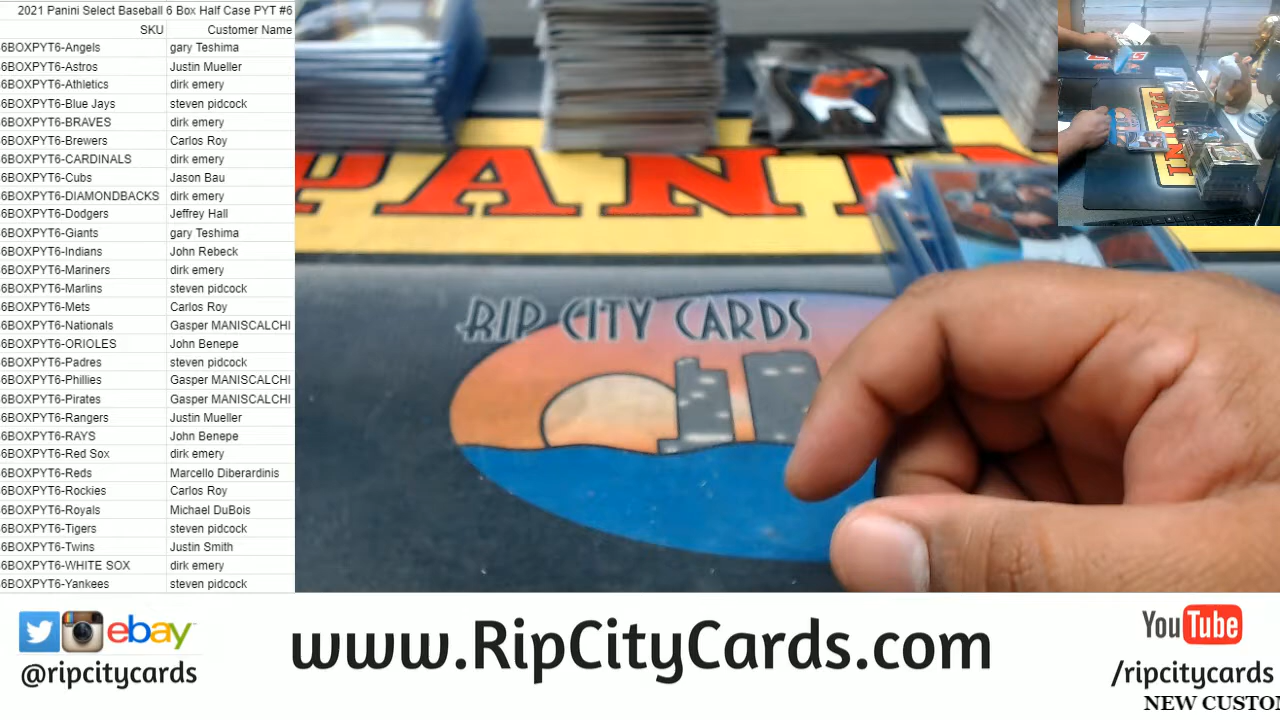 2021 Panini Select Baseball 6 Box Half Case PYT #6
SKU Customer Name
6BOXPYT6-Angels gary Teshima
6BOXPYT6-Astros Justin Mueller
6BOXPYT6-Athletics dirk emery
6BOXPYT6-Blue Jays steven pidcock
6BOXPYT6-BRAVES dirk emery
6BOXPYT6-Brewers Carlos Roy
6BOXPYT6-CARDINALS dirk emery
6BOXPYT6-Cubs Jason Bau
6BOXPYT6-DIAMONDBACKS dirk emery
6BOXPYT6-Dodgers Jeffrey Hall
6BOXPYT6-Giants gary Teshima
6BOXPYT6-Indians John Rebeck
6BOXPYT6-Mariners dirk emery
6BOXPYT6-Marlins steven pidcock
6BOXPYT6-Mets Carlos Roy
6BOXPYT6-Nationals Gasper MANISCALCHI
6BOXPYT6-ORIOLES John Benepe
6BOXPYT6-Padres steven pidcock
6BOXPYT6-Phillies Gasper MANISCALCHI
6BOXPYT6-Pirates Gasper MANISCALCHI
6BOXPYT6-Rangers Justin Mueller
6BOXPYT6-RAYS John Benepe
6BOXPYT6-Red Sox dirk emery
6BOXPYT6-Reds Marcello Diberardinis
6BOXPYT6-Rockies Carlos Roy
6BOXPYT6-Royals Michael DuBois
6BOXPYT6-Tigers steven pidcock
6BOXPYT6-Twins Justin Smith
6BOXPYT6-WHITE SOX dirk emery
6BOXPYT6-Yankees steven pidcock
PANINI
RIP CITY CARDS
PANINI
ebay
@ripcitycards
www.RipCityCards.com
YouTube
/ripcitycards
NEW CUSTOM